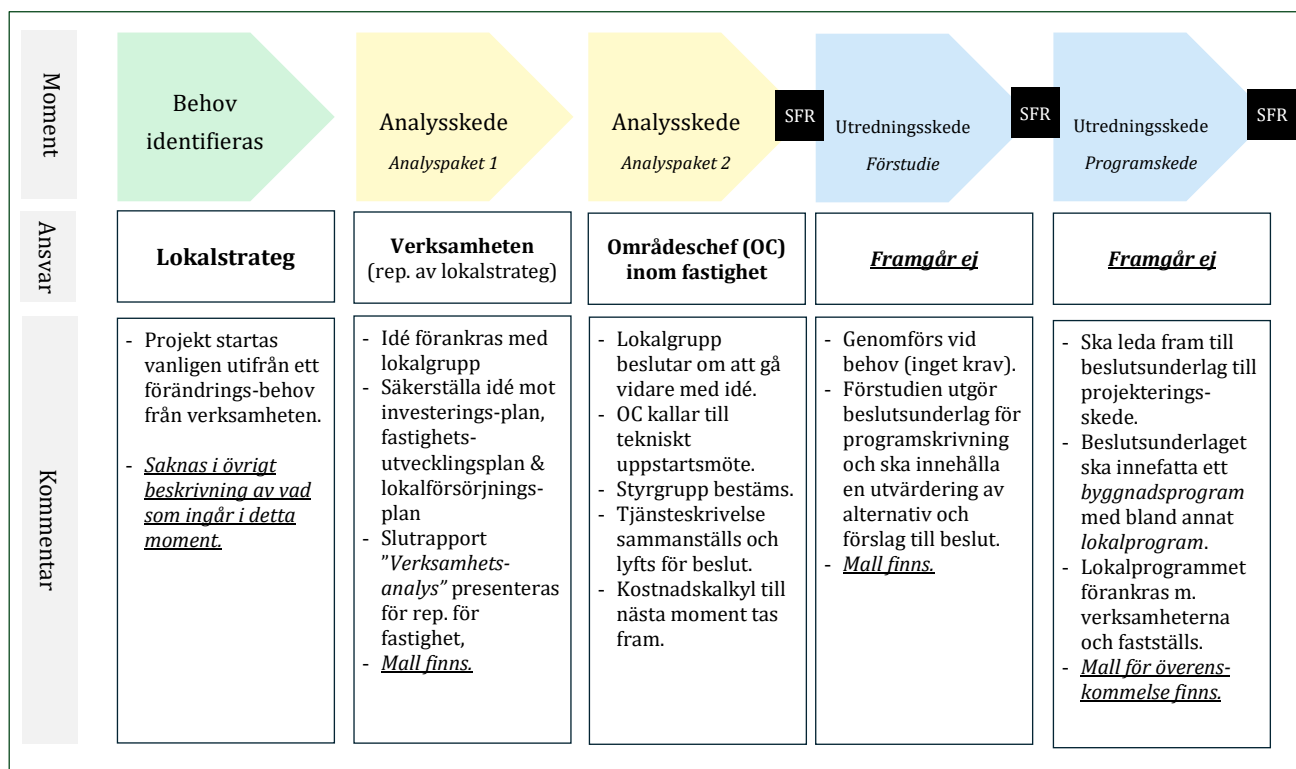 Moment
Behov
identifieras
Analysskede
Analyspaket 1
Analysskede
Analyspaket 2
SFR
Utredningsskede
Förstudie
SFR
Utredningsskede
Programskede
SFR
Ansvar
Lokalstrateg
Verksamheten
(rep. av lokalstrateg)
Områdeschef (OC)
inom fastighet
Framgår ej
Framgår ej
Kommentar
- Projekt startas
vanligen utifrån ett
förändrings-behov
från verksamheten.
- Saknas i övrigt
beskrivning av vad
som ingår i detta
moment.
- Idé förankras med
lokalgrupp
- Säkerställa idé mot
investerings-plan,
fastighets-
utvecklingsplan &
lokalförsörjnings-
plan
- Slutrapport
"Verksamhets-
analys" presenteras
för rep. för
fastighet,
- Mall finns.
- Lokalgrupp
beslutar om att gå
vidare med idé.
- OC kallar till
tekniskt
uppstartsmöte.
- Styrgrupp bestäms.
- Tjänsteskrivelse
sammanställs och
lyfts för beslut.
- Kostnadskalkyl till
nästa moment tas
fram.
- Genomförs vid
behov (inget krav).
- Förstudien utgör
beslutsunderlag för
programskrivning
och ska innehålla
en utvärdering av
alternativ och
förslag till beslut.
- Mall finns.
- Ska leda fram till
beslutsunderlag till
projekterings-
skede.
- Beslutsunderlaget
ska innefatta ett
byggnadsprogram
med bland annat
lokalprogram.
- Lokalprogrammet
förankras m.
verksamheterna
och fastställs.
- Mall för överens-
kommelse finns.